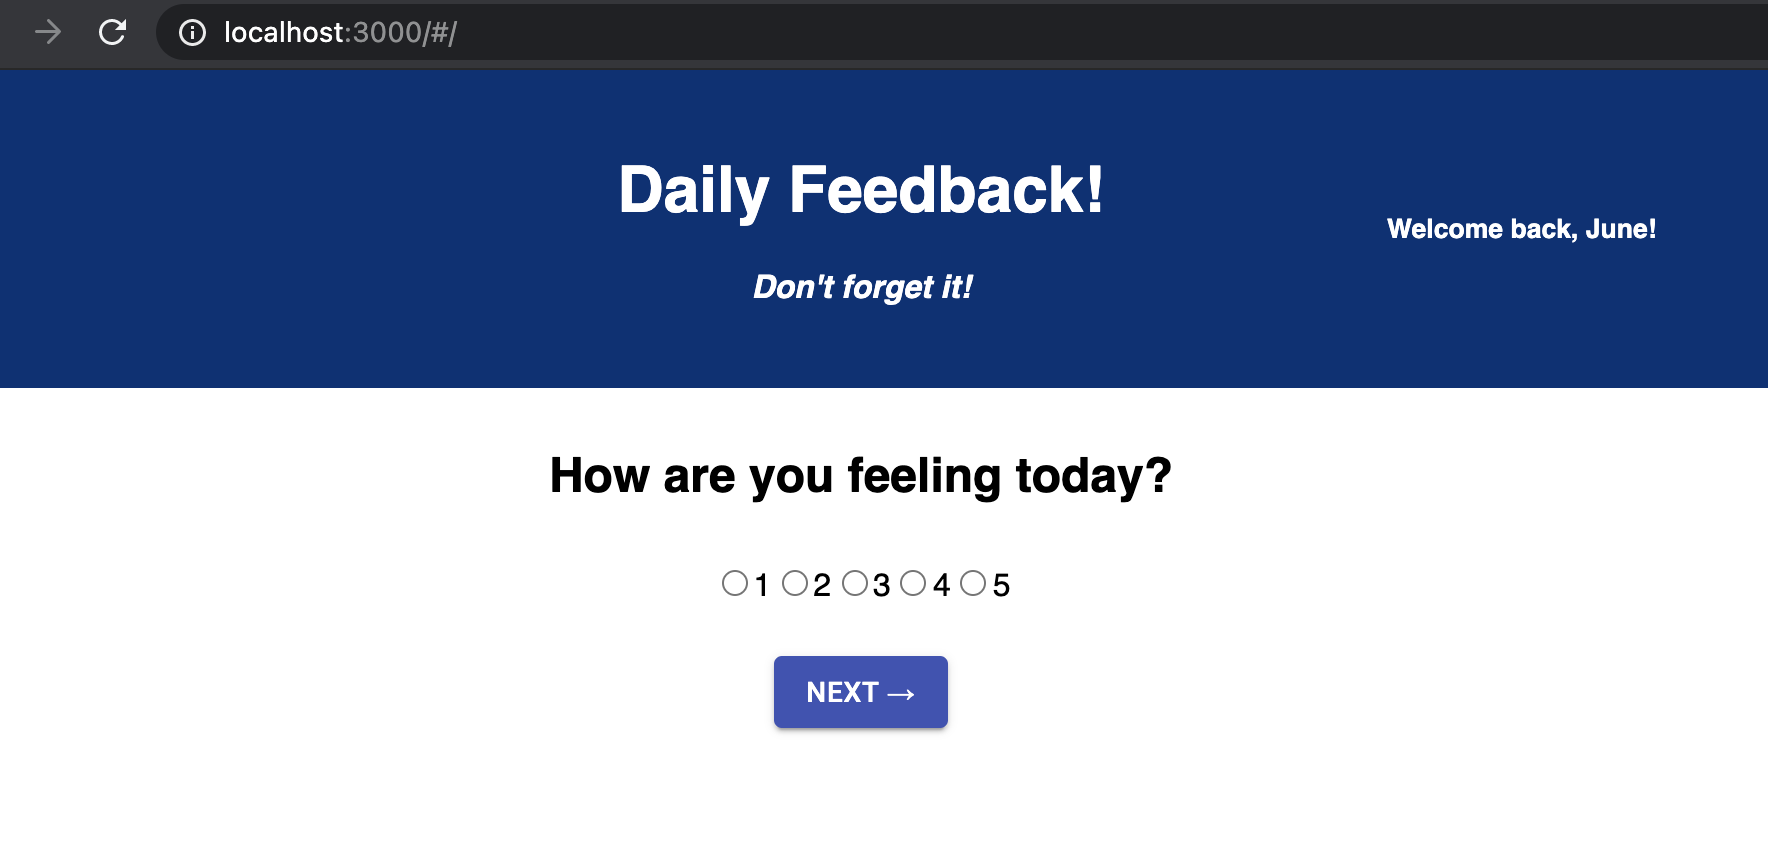 localhost:3000/#/
Daily Feedback!
Welcome back, June!
Don't forget it!
How are you feeling today?
1 2 3 4 5
NEXT →